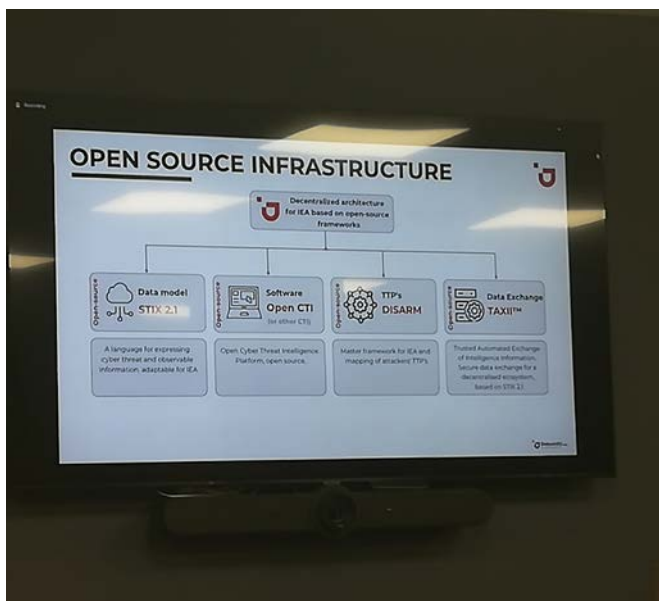 OPEN SOURCE INFRASTRUCTURE
Decentralized architecture
for IEA based on open-source
frameworks
Open-source
Data model
STIX 2.1
Open-source
Software
Open CTI
(or other CTI)
Open-source
TTP's
DISARM
Open-source
Data Exchange
TAXII™
A language for expressing
cyber threat and observable
information, adaptable for IEA
Open Cyber Threat Intelligence
Platform, open source.
Master framework for IEA and
mapping of attackers' TTP's
Trusted Automated Exchange
of Intelligence Information.
Secure data exchange for a
decentralised ecosystem,
based on STIX 2.1